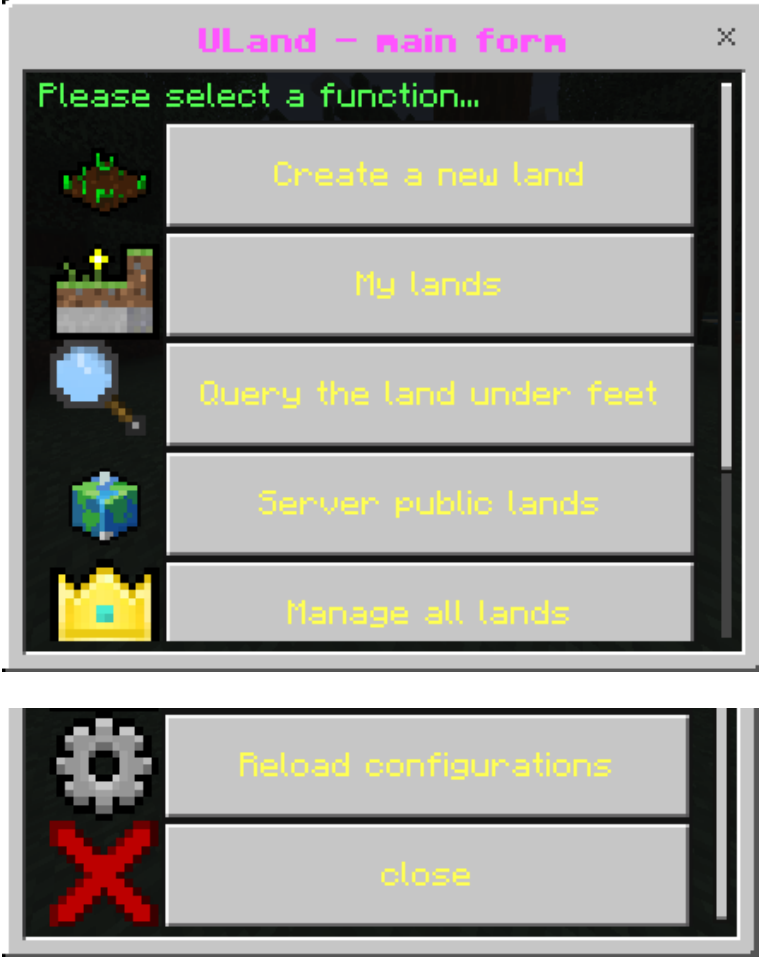 ULand - main form
Please select a function...
Create a new land
My lands
Query the land under feet
Server public lands
Manage all lands
Reload configurations
close